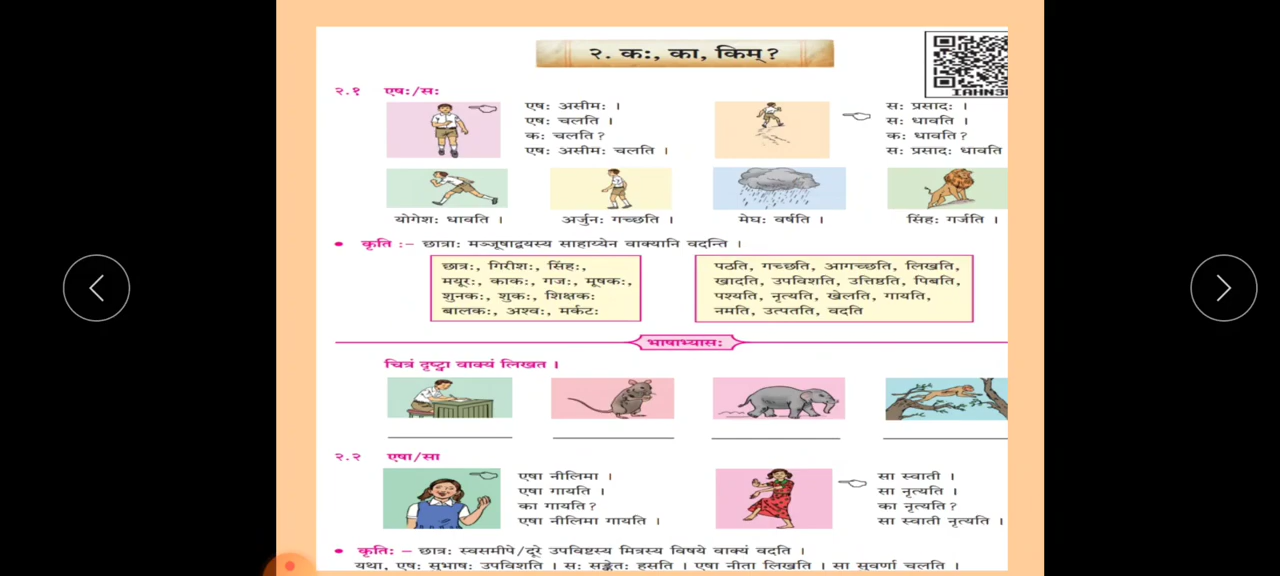 २. कः, का, किम् ?
IAHN3
२.१ एषः/सः
एषः असीमः ।
एषः चलति ।
कः चलति ?
एषः असीमः चलति ।
सः प्रसादः ।
सः धावति ।
कः धावति ?
सः प्रसादः धावति
योगेशः धावति ।
अर्जुनः गच्छति ।
मेघः वर्षति ।
सिंहः गर्जति ।
• कृति :- छात्राः मञ्जूषाद्वयस्य साहाय्येन वाक्यानि वदन्ति ।
छात्रः, गिरीशः, सिंहः,
मयूरः, काकः, गजः, मूषकः,
शुनकः, शुकः, शिक्षकः
बालकः, अश्वः, मर्कटः
पठति, गच्छति, आगच्छति, लिखति,
खादति, उपविशति, उत्तिष्ठति, पिबति,
पश्यति, नृत्यति, खेलति, गायति,
नमति, उत्पतति, वदति
भाषाभ्यासः
चित्रं दृष्ट्वा वाक्यं लिखत ।
२.२ एषा/सा
एषा नीलिमा ।
एषा गायति ।
का गायति?
एषा नीलिमा गायति ।
सा स्वाती ।
सा नृत्यति ।
का नृत्यति ?
सा स्वाती नृत्यति ।
• कृतिः - छात्रः स्वसमीपे/दूरे उपविष्टस्य मित्रस्य विषये वाक्यं वदति ।
यथा, एषः सुभाषः उपविशति । सः सङ्केतः हसति । एषा नीता लिखति । सा सुवर्णा चलति ।